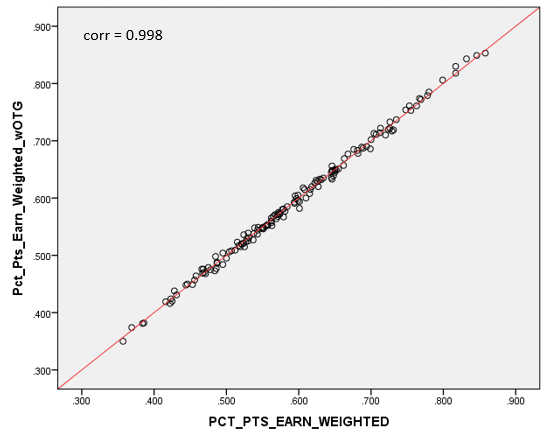 corr = 0.998
Pct_Pts_Earn_Weighted_wOTG
.900
.800
.700
.600
.500
.400
.300
.300 .400 .500 .600 .700 .800 .900
PCT_PTS_EARN_WEIGHTED